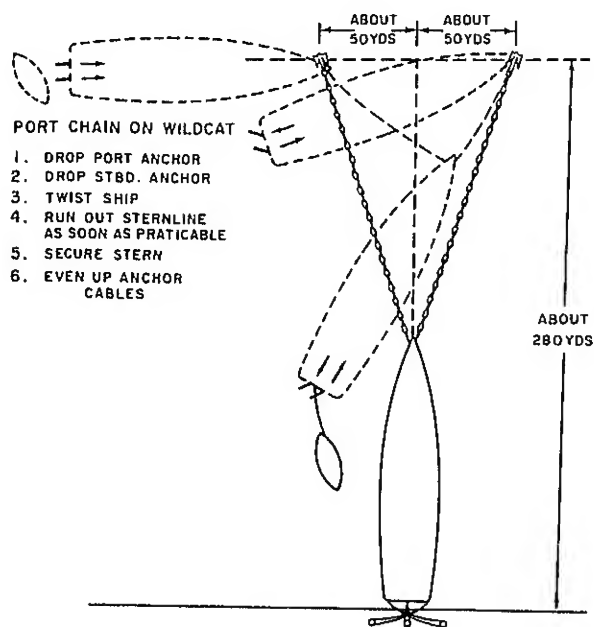 ABOUT
50YDS
ABOUT
50YDS
PORT CHAIN ON WILDCAT
1. DROP PORT ANCHOR
2. DROP STBD. ANCHOR
3. TWIST SHIP
4. RUN OUT STERNLINE
AS SOON AS PRATICABLE
5. SECURE STERN
6. EVEN UP ANCHOR
CABLES
ABOUT
280YDS